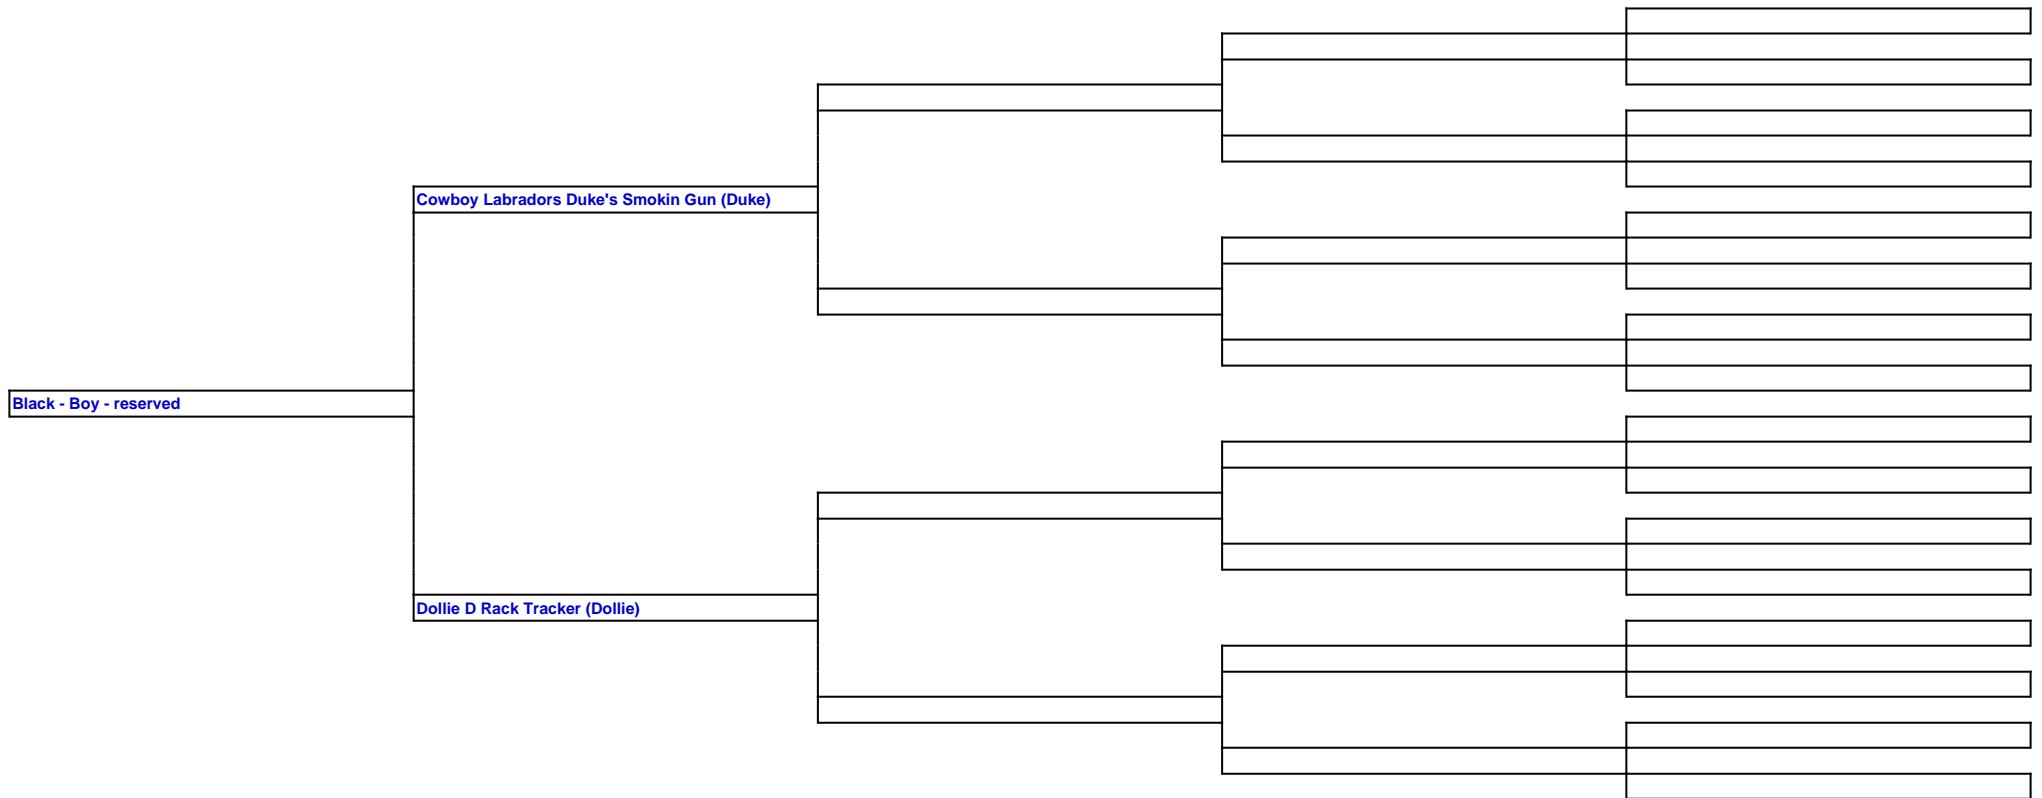 Cowboy Labradors Duke's Smokin Gun (Duke)
Black - Boy - reserved
Dollie D Rack Tracker (Dollie)